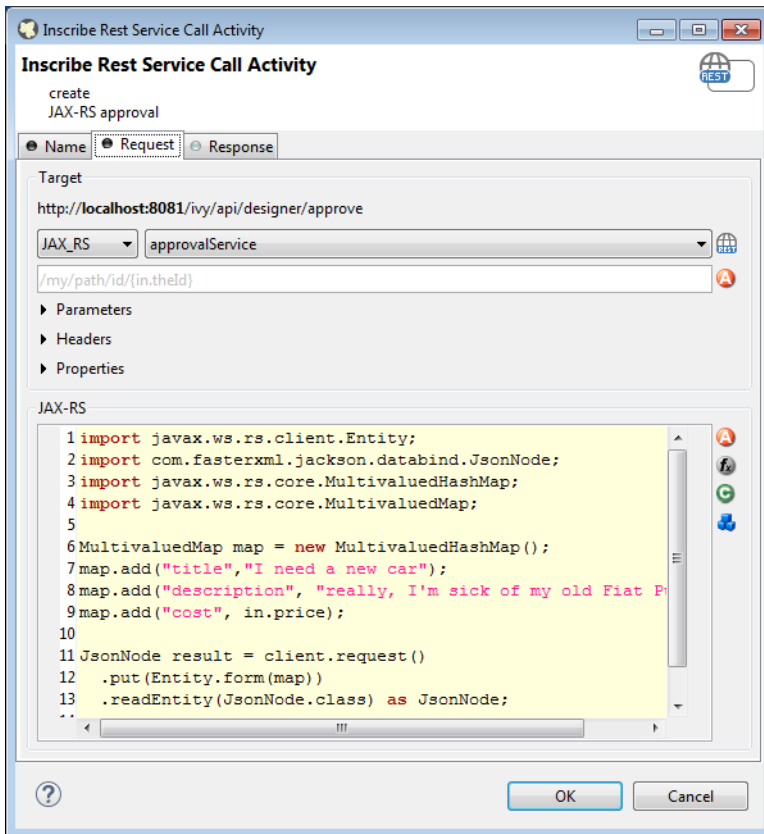 Inscribe Rest Service Call Activity
Inscribe Rest Service Call Activity
REST
create
JAX-RS approval
Name Request Response
Target
http://localhost:8081/ivy/api/designer/approve
JAX_RS approvalService
REST
/my/path/id/{in.theId}
A
Parameters
Headers
Properties
JAX-RS
1 import javax.ws.rs.client.Entity;
2 import com.fasterxml.jackson.databind.JsonNode;
3 import javax.ws.rs.core.MultivaluedHashMap;
4 import javax.ws.rs.core.MultivaluedMap;
5
6 MultivaluedMap map = new MultivaluedHashMap();
7 map.add("title","I need a new car");
8 map.add("description", "really, I'm sick of my old Fiat
9 map.add("cost", in.price);
10
11 JsonNode result = client.request()
12 .put(Entity.form(map))
13 .readEntity(JsonNode.class) as JsonNode;
A
fx
C
?
OK Cancel